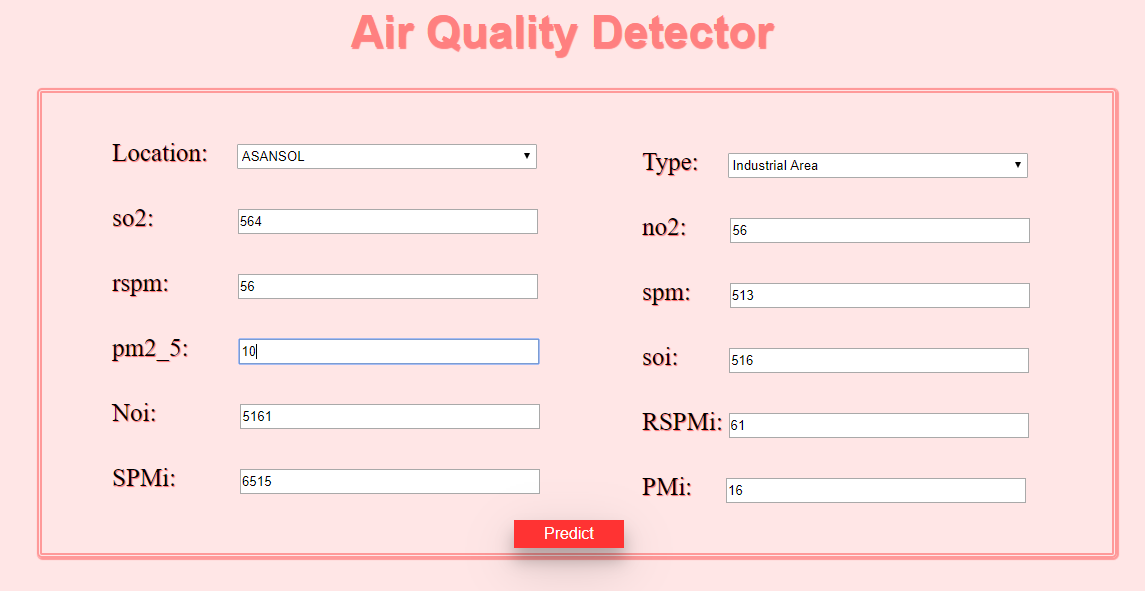 Air Quality Detector
Location: ASANSOL
Type: Industrial Area
so2: 564
no2: 56
rspm: 56
spm: 513
pm2_5: 10
soi: 516
Noi: 5161
RSPMi: 61
SPMi: 6515
PMi: 16
Predict